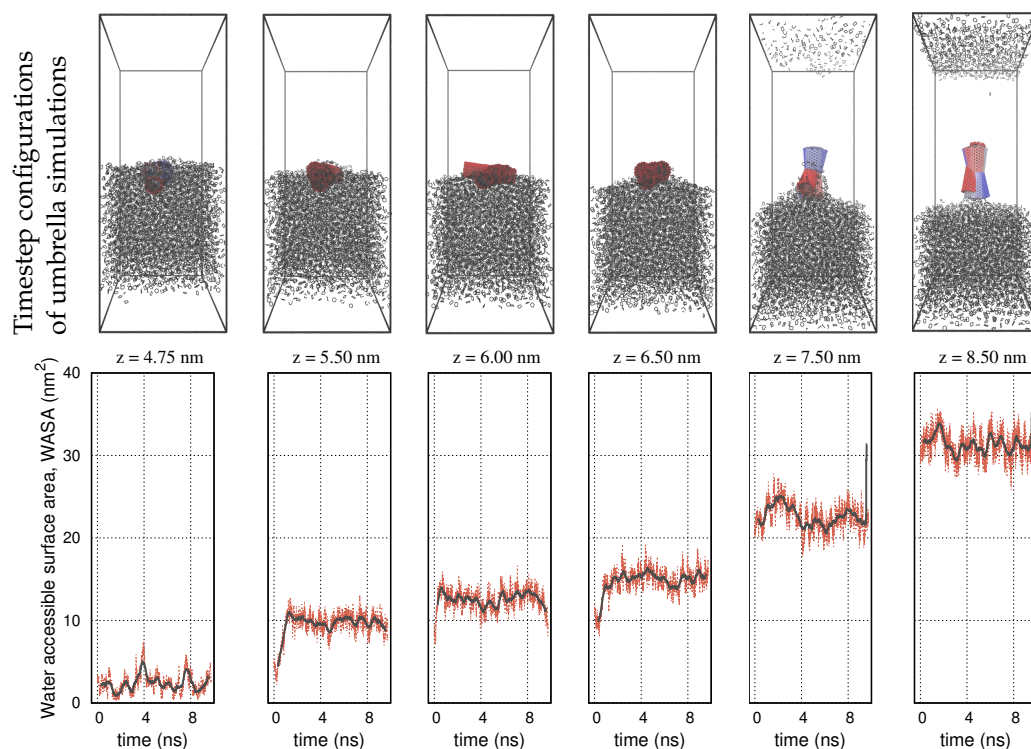 Timestep configurations
of umbrella simulations
z = 4.75 nm
z = 5.50 nm
z = 6.00 nm
z = 6.50 nm
z = 7.50 nm
z = 8.50 nm
Water accessible surface area, WASA (nm²)
40
30
20
10
0
0 4 8
0 4 8
0 4 8
0 4 8
0 4 8
0 4 8
time (ns)
time (ns)
time (ns)
time (ns)
time (ns)
time (ns)